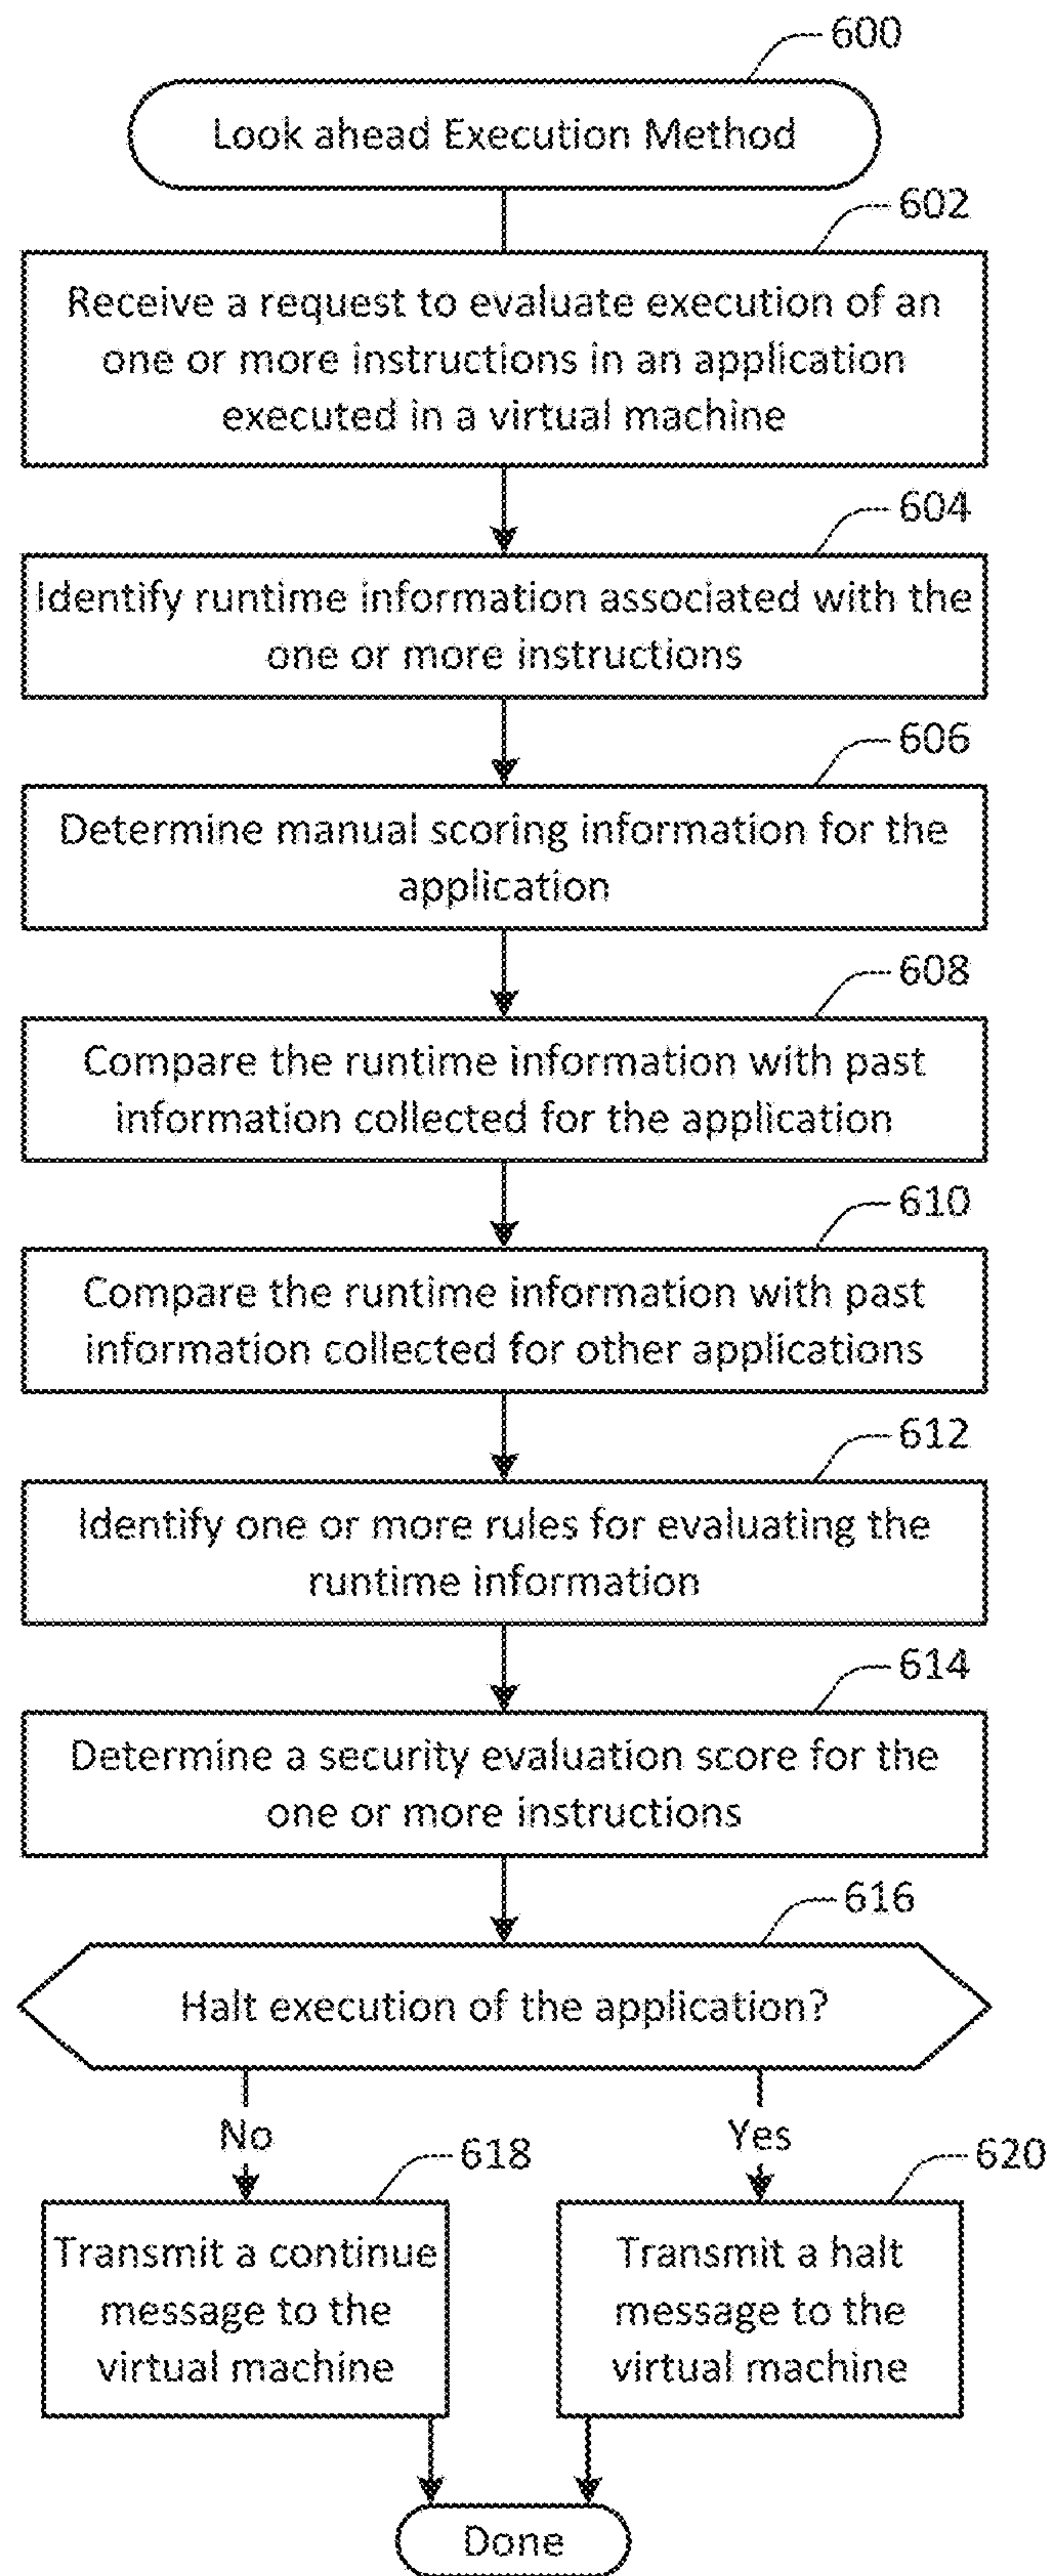 600
Look ahead Execution Method
602
Receive a request to evaluate execution of an
one or more instructions in an application
executed in a virtual machine
604
Identify runtime information associated with the
one or more instructions
606
Determine manual scoring information for the
application
608
Compare the runtime information with past
information collected for the application
610
Compare the runtime information with past
information collected for other applications
612
Identify one or more rules for evaluating the
runtime information
614
Determine a security evaluation score for the
one or more instructions
616
Halt execution of the application?
No
Yes
618
620
Transmit a continue
message to the
virtual machine
Transmit a halt
message to the
virtual machine
Done